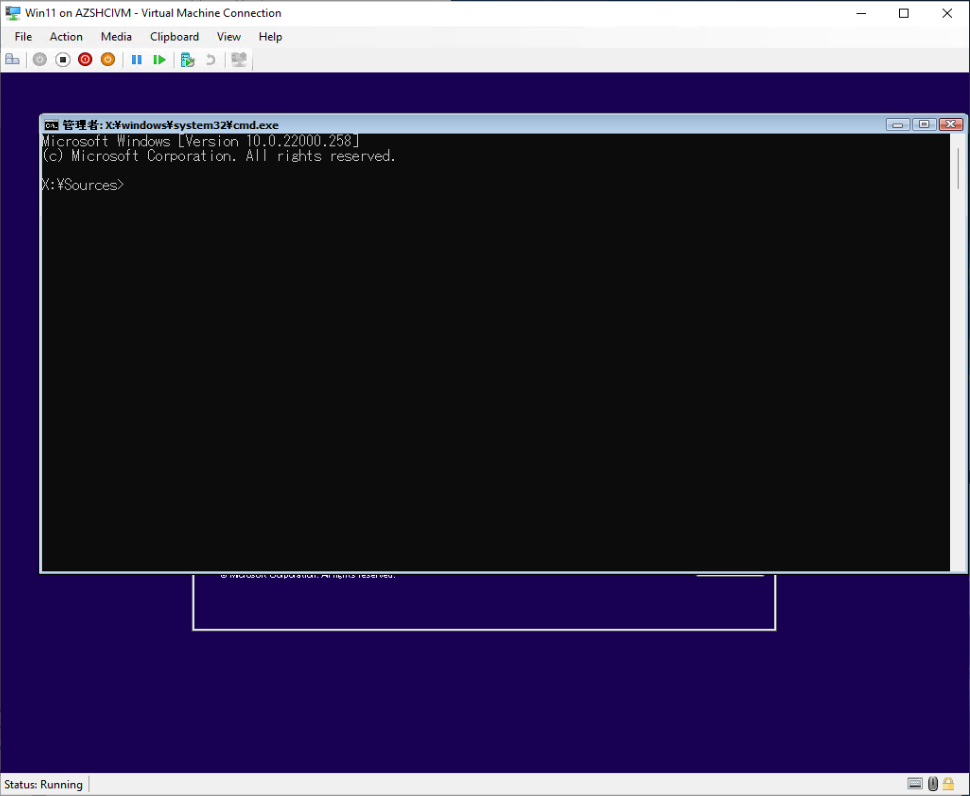 Win11 on AZSHCIVM - Virtual Machine Connection
File Action Media Clipboard View Help
管理者: X:¥windows¥system32¥cmd.exe
Microsoft Windows [Version 10.0.22000.258]
(c) Microsoft Corporation. All rights reserved.
X:¥Sources>
© Microsoft Corporation. All rights reserved.
Status: Running